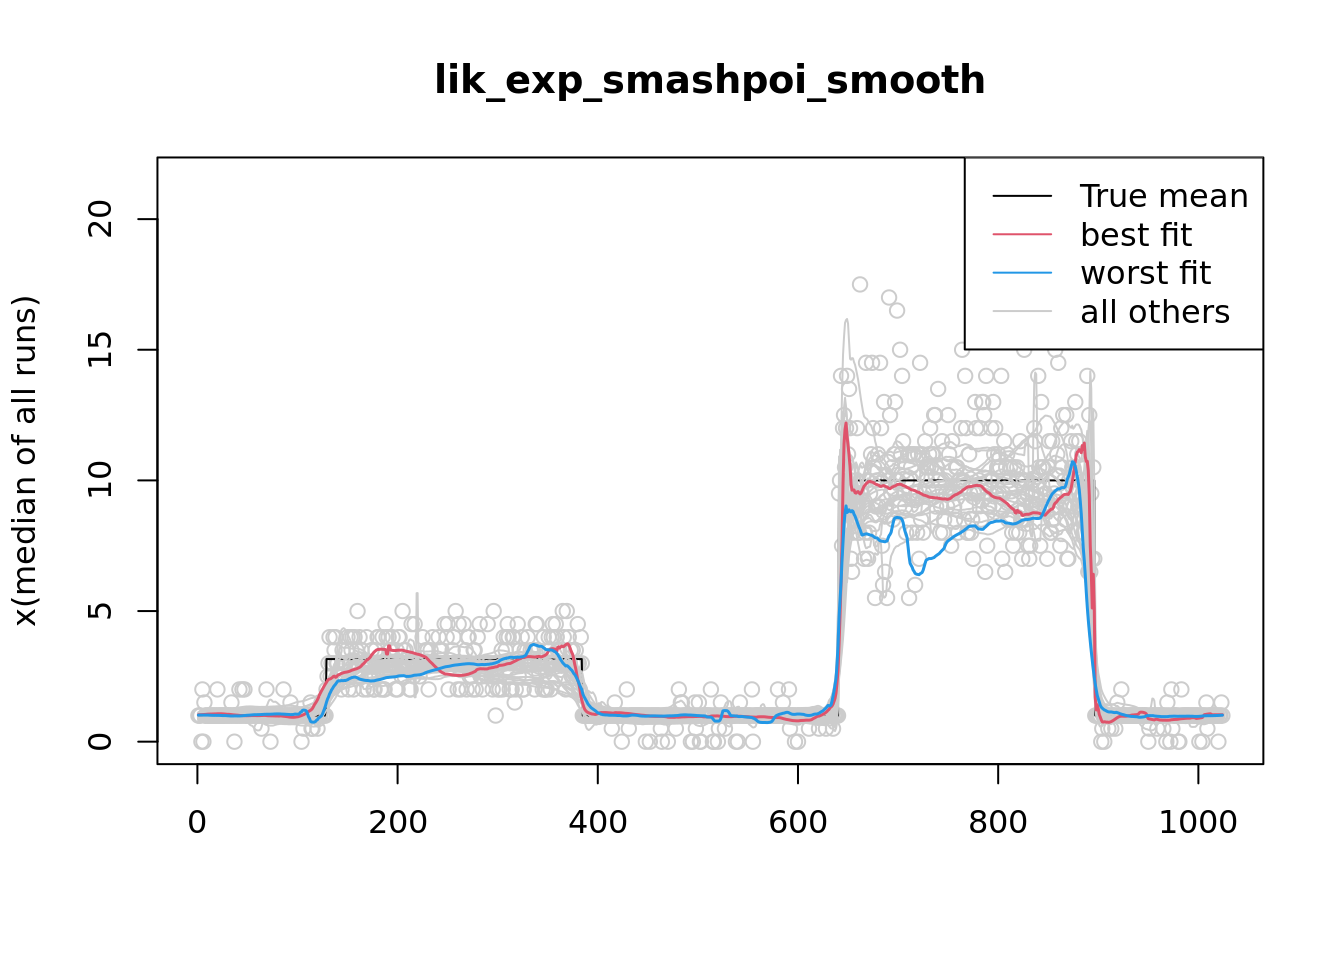 lik_exp_smashpoi_smooth
True mean
best fit
worst fit
all others
x(median of all runs)
20
15
10
5
0
0 200 400 600 800 1000